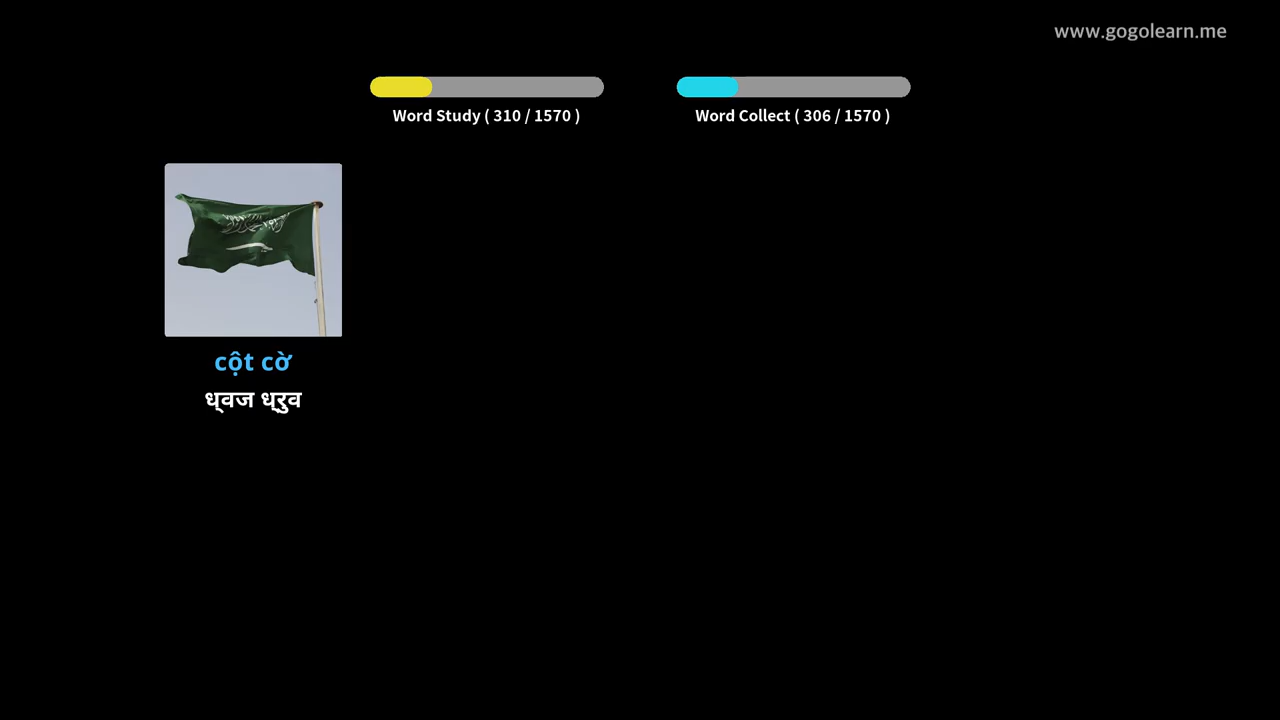 www.gogolearn.me
Word Study ( 310 / 1570 )
Word Collect ( 306 / 1570 )
cột cờ
ध्वज ध्रुव